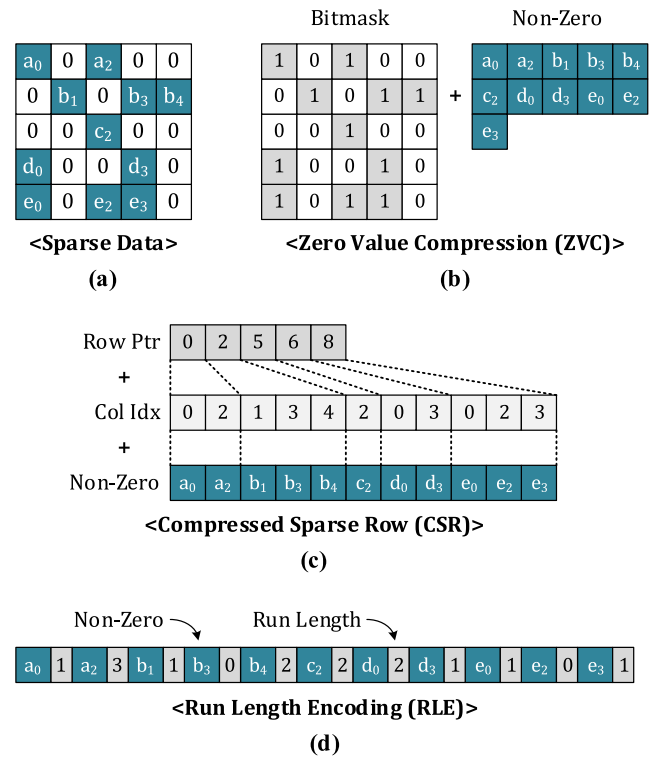 Bitmask Non-Zero
a0 0 a2 0 0
0 b1 0 b3 b4
0 0 c2 0 0
d0 0 0 d3 0
e0 0 e2 e3 0
1 0 1 0 0
0 1 0 1 1
0 0 1 0 0
1 0 0 1 0
1 0 1 1 0
+
a0 a2 b1 b3 b4
c2 d0 d3 e0 e2
e3
<Sparse Data>
(a)
<Zero Value Compression (ZVC)>
(b)
Row Ptr 0 2 5 6 8
+
Col Idx 0 2 1 3 4 2 0 3 0 2 3
+
Non-Zero a0 a2 b1 b3 b4 c2 d0 d3 e0 e2 e3
<Compressed Sparse Row (CSR)>
(c)
Non-Zero Run Length
a0 1 a2 3 b1 1 b3 0 b4 2 c2 2 d0 2 d3 1 e0 1 e2 0 e3 1
<Run Length Encoding (RLE)>
(d)